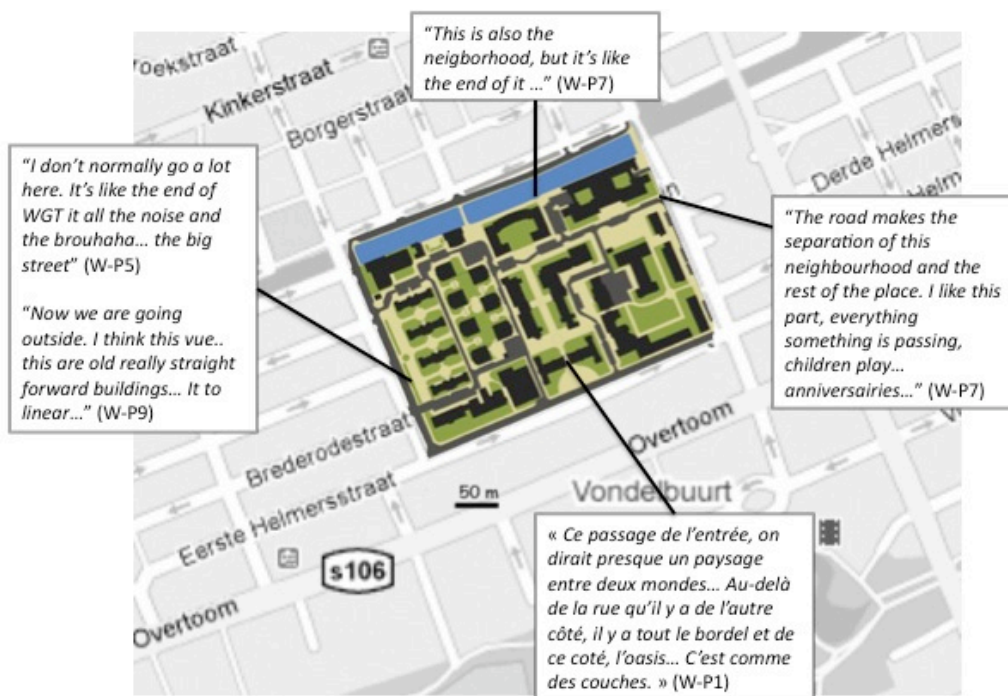 “This is also the
neigborhood, but it’s like
the end of it …” (W-P7)
roekstraat
Kinkerstraat
Borgerstraat
“I don’t normally go a lot
here. It’s like the end of
WGT it all the noise and
the brouhaha… the big
street” (W-P5)
“Now we are going
outside. I think this vue..
this are old really straight
forward buildings… It to
linear…” (W-P9)
Derde Helmers
Helm
“The road makes the
separation of this
neighbourhood and the
rest of the place. I like this
part, everything
something is passing,
children play…
anniversairies…” (W-P7)
Brederodestraat
Eerste Helmersstraat
Overtoom
50 m
Vondelbuurt
s106
Overtoom
« Ce passage de l’entrée, on
dirait presque un paysage
entre deux mondes… Au-delà
de la rue qu’il y a de l’autre
côté, il y a tout le bordel et de
ce coté, l’oasis… C’est comme
des couches. » (W-P1)